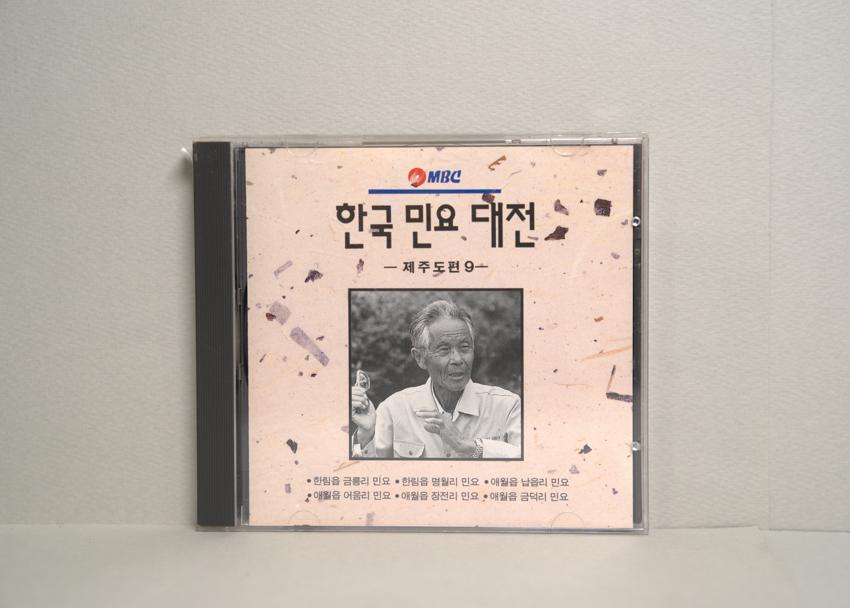 MBC
한국 민요 대전
— 제주도편 9 —
• 한림읍 금릉리 민요 • 한림읍 명월리 민요 • 애월읍 납읍리 민요
• 애월읍 어음리 민요 • 애월읍 장전리 민요 • 애월읍 금덕리 민요